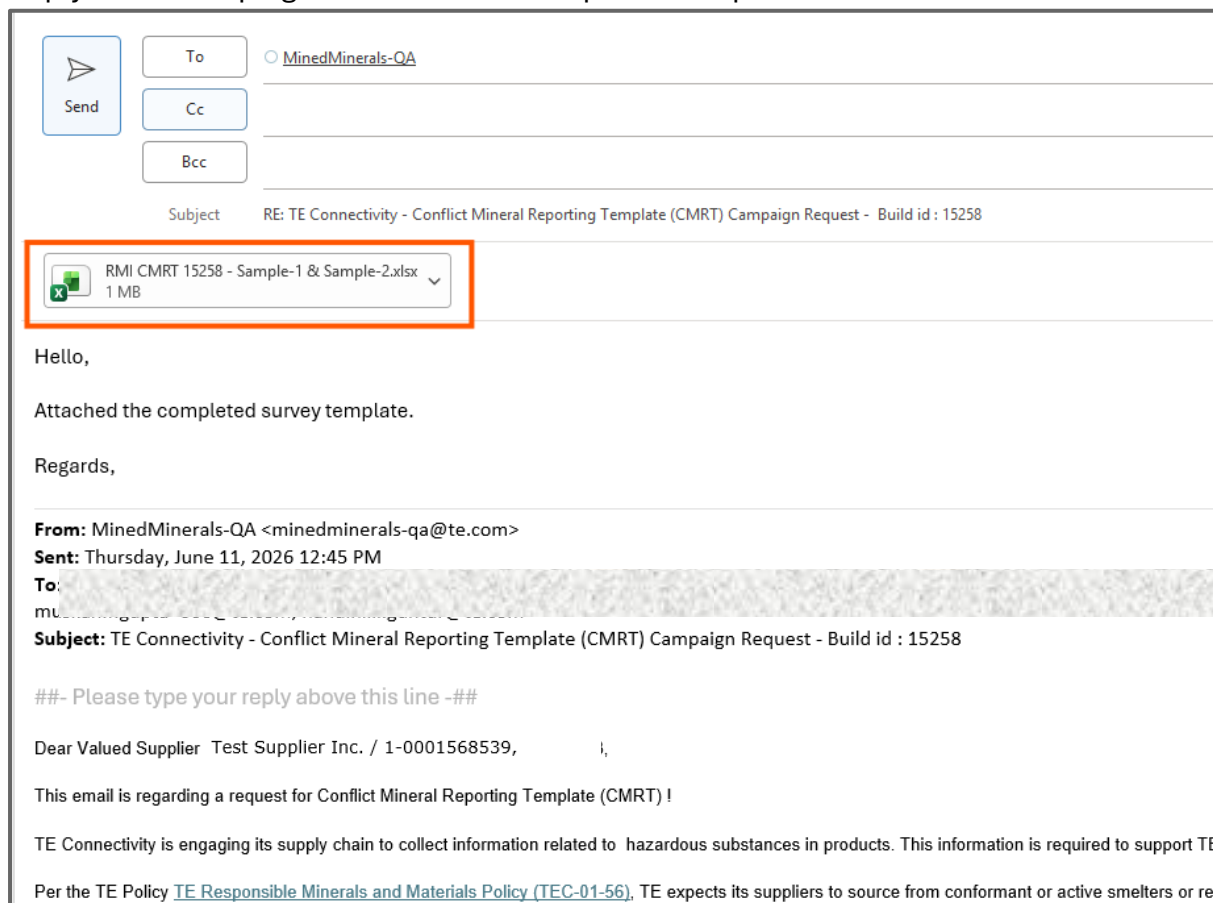 To
MinedMinerals-QA
Send
Cc
Bcc
Subject RE: TE Connectivity - Conflict Mineral Reporting Template (CMRT) Campaign Request - Build id : 15258
RMI CMRT 15258 - Sample-1 & Sample-2.xlsx
1 MB
Hello,
Attached the completed survey template.
Regards,
From: MinedMinerals-QA <minedminerals-qa@te.com>
Sent: Thursday, June 11, 2026 12:45 PM
To:
Subject: TE Connectivity - Conflict Mineral Reporting Template (CMRT) Campaign Request - Build id : 15258
##- Please type your reply above this line -##
Dear Valued Supplier Test Supplier Inc. / 1-0001568539,
This email is regarding a request for Conflict Mineral Reporting Template (CMRT) !
TE Connectivity is engaging its supply chain to collect information related to hazardous substances in products. This information is required to support TE
Per the TE Policy TE Responsible Minerals and Materials Policy (TEC-01-56), TE expects its suppliers to source from conformant or active smelters or re